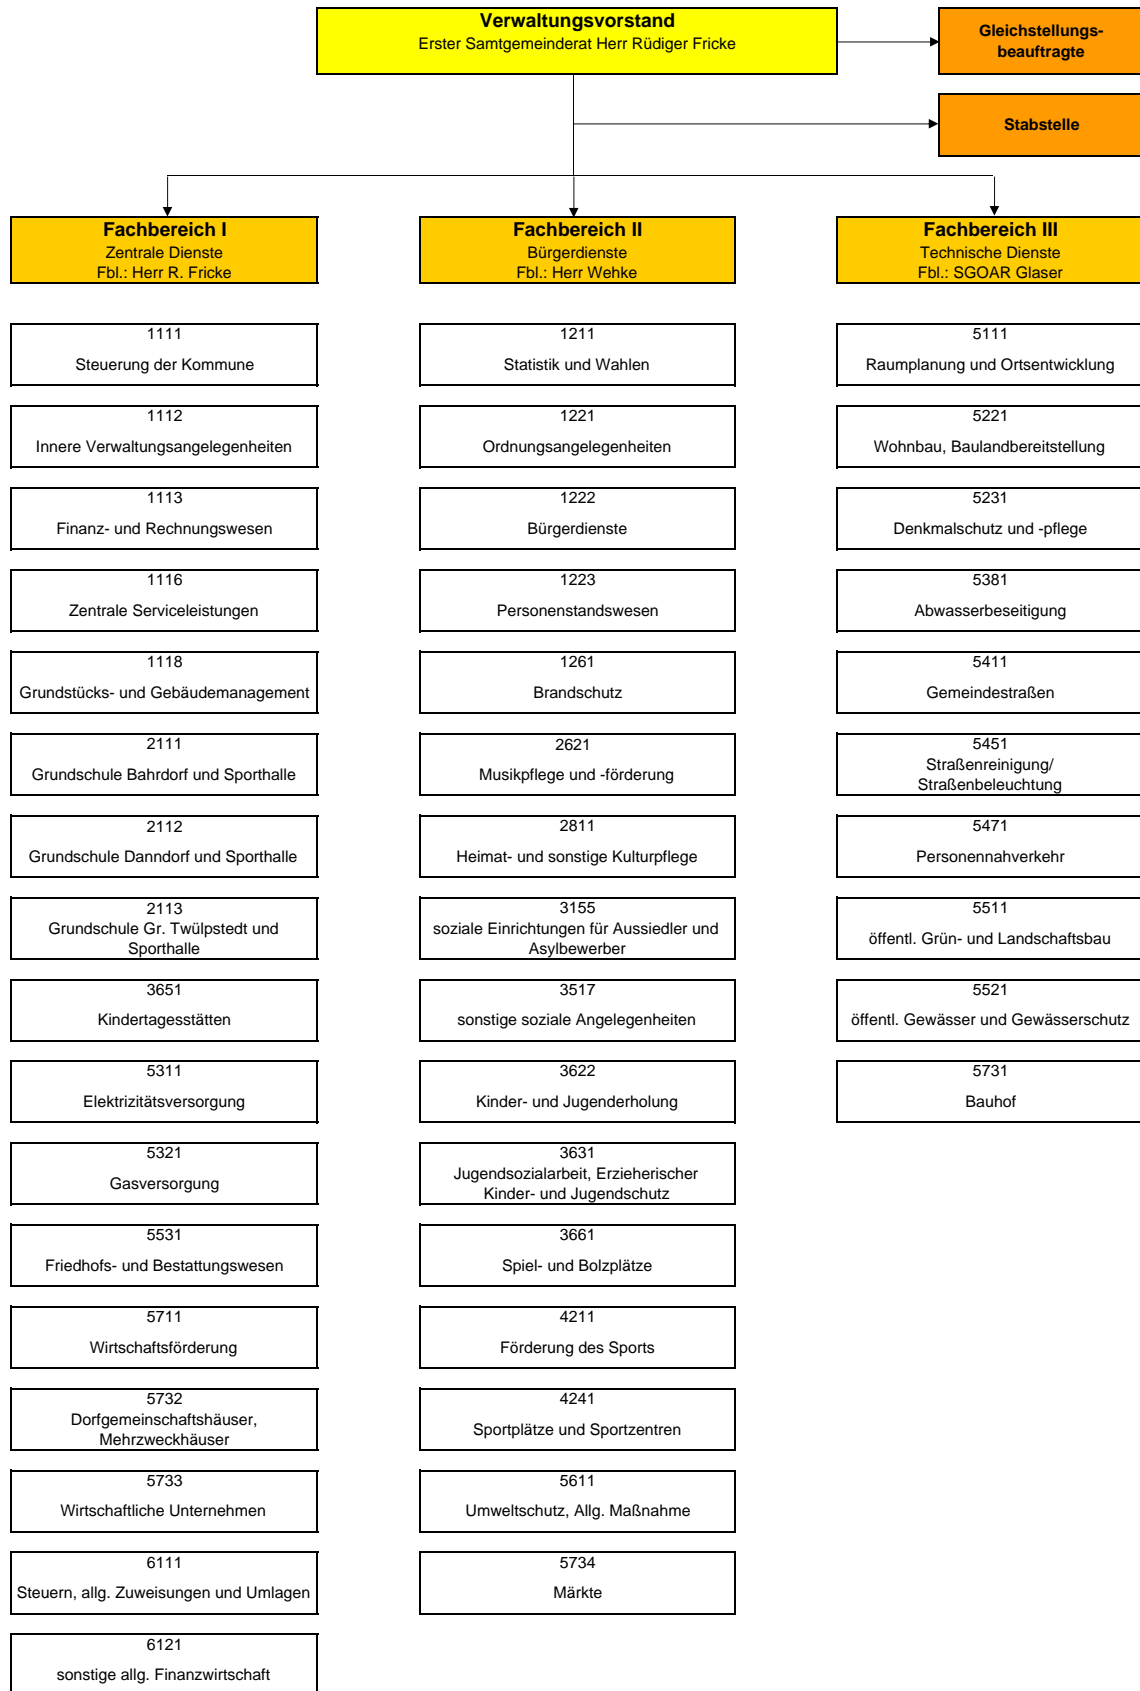 Verwaltungsvorstand
Erster Samtgemeinderat Herr Rüdiger Fricke
Gleichstellungs-
beauftragte
Stabstelle
Fachbereich I
Zentrale Dienste
Fbl.: Herr R. Fricke
Fachbereich II
Bürgerdienste
Fbl.: Herr Wehke
Fachbereich III
Technische Dienste
Fbl.: SGOAR Glaser
1111
Steuerung der Kommune
1112
Innere Verwaltungsangelegenheiten
1113
Finanz- und Rechnungswesen
1116
Zentrale Serviceleistungen
1118
Grundstücks- und Gebäudemanagement
2111
Grundschule Bahrdorf und Sporthalle
2112
Grundschule Danndorf und Sporthalle
2113
Grundschule Gr. Twülpstedt und
Sporthalle
3651
Kindertagesstätten
5311
Elektrizitätsversorgung
5321
Gasversorgung
5531
Friedhofs- und Bestattungswesen
5711
Wirtschaftsförderung
5732
Dorfgemeinschaftshäuser,
Mehrzweckhäuser
5733
Wirtschaftliche Unternehmen
6111
Steuern, allg. Zuweisungen und Umlagen
6121
sonstige allg. Finanzwirtschaft
1211
Statistik und Wahlen
1221
Ordnungsangelegenheiten
1222
Bürgerdienste
1223
Personenstandswesen
1261
Brandschutz
2621
Musikpflege und -förderung
2811
Heimat- und sonstige Kulturpflege
3155
soziale Einrichtungen für Aussiedler und
Asylbewerber
3517
sonstige soziale Angelegenheiten
3622
Kinder- und Jugenderholung
3631
Jugendsozialarbeit, Erzieherischer
Kinder- und Jugendschutz
3661
Spiel- und Bolzplätze
4211
Förderung des Sports
4241
Sportplätze und Sportzentren
5611
Umweltschutz, Allg. Maßnahme
5734
Märkte
5111
Raumplanung und Ortsentwicklung
5221
Wohnbau, Baulandbereitstellung
5231
Denkmalschutz und -pflege
5381
Abwasserbeseitigung
5411
Gemeindestraßen
5451
Straßenreinigung/
Straßenbeleuchtung
5471
Personennahverkehr
5511
öffentl. Grün- und Landschaftsbau
5521
öffentl. Gewässer und Gewässerschutz
5731
Bauhof